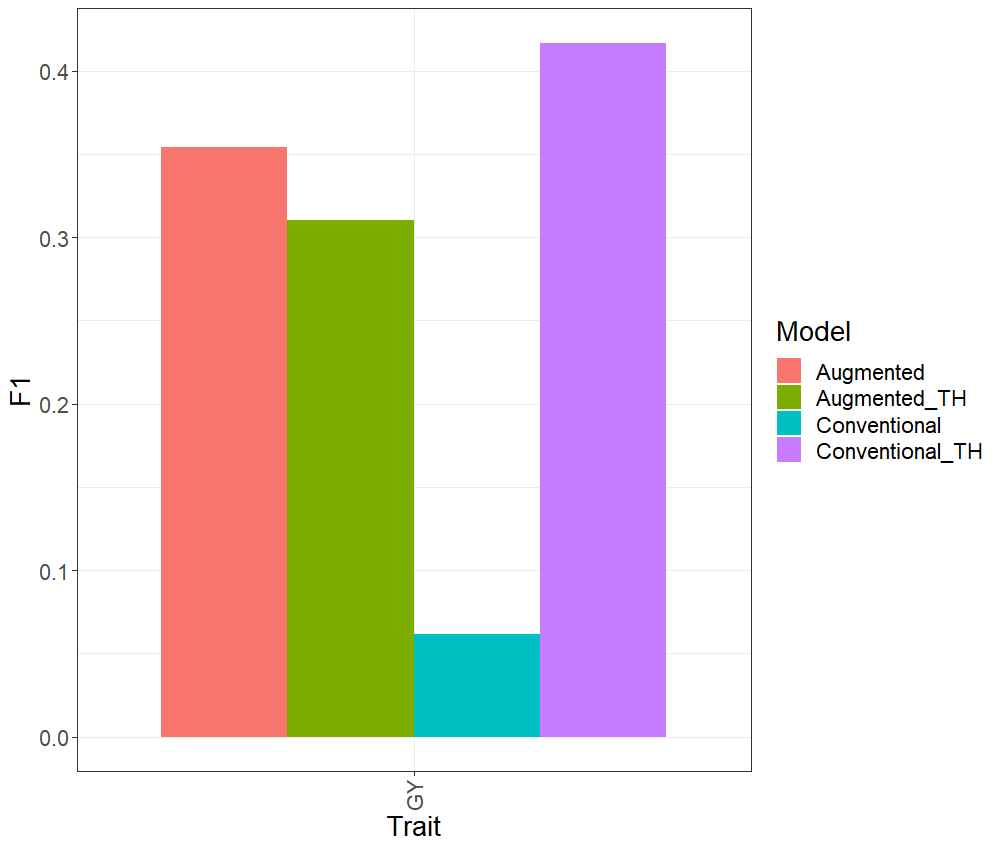 F1
0.4
0.3
0.2
0.1
0.0
GY
Trait
Model
Augmented
Augmented_TH
Conventional
Conventional_TH